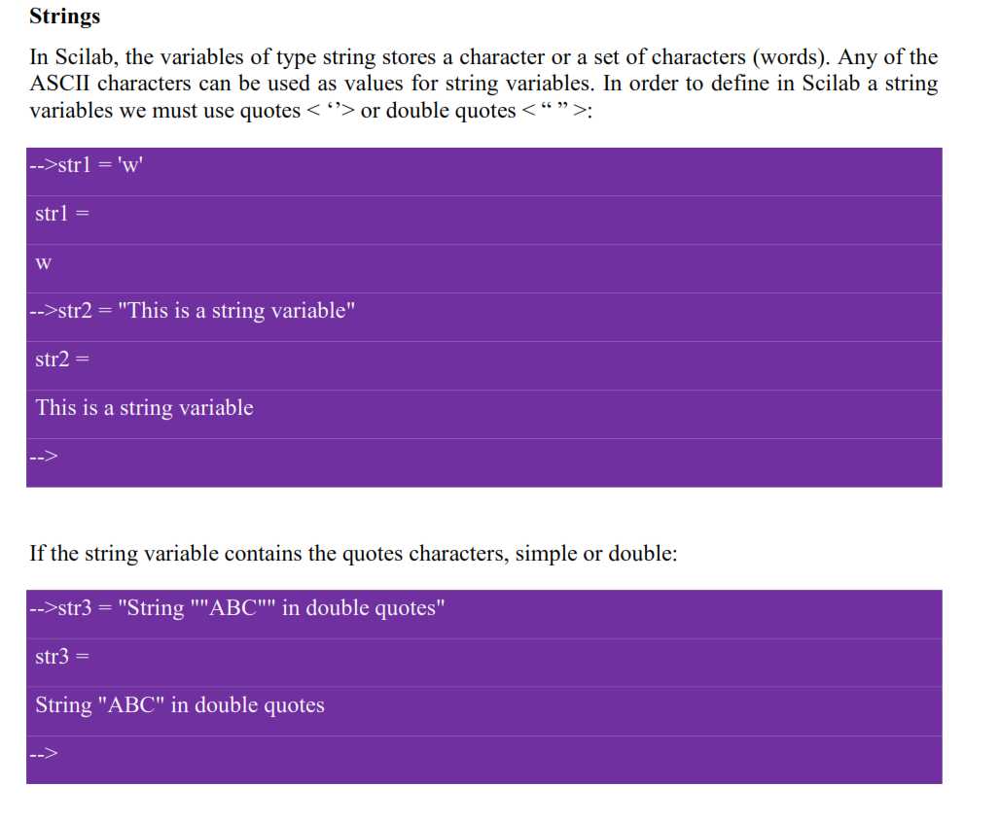 Strings
In Scilab, the variables of type string stores a character or a set of characters (words). Any of the
ASCII characters can be used as values for string variables. In order to define in Scilab a string
variables we must use quotes < ‘’> or double quotes < “ ” >:
-->str1 = 'w'
str1 =
w
-->str2 = "This is a string variable"
str2 =
This is a string variable
-->
If the string variable contains the quotes characters, simple or double:
-->str3 = "String ""ABC"" in double quotes"
str3 =
String "ABC" in double quotes
-->